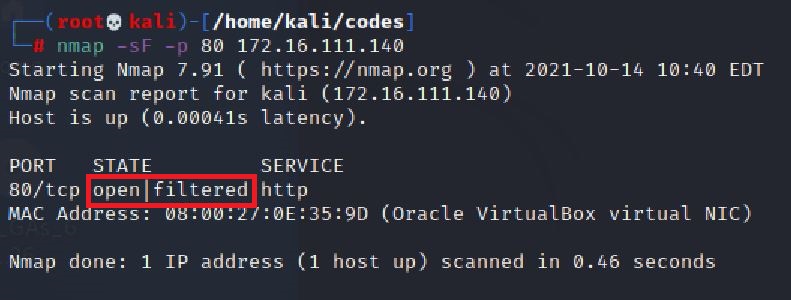 ┌──(root💀kali)-[/home/kali/codes]
└─# nmap -sF -p 80 172.16.111.140
Starting Nmap 7.91 ( https://nmap.org ) at 2021-10-14 10:40 EDT
Nmap scan report for kali (172.16.111.140)
Host is up (0.00041s latency).

PORT   STATE         SERVICE
80/tcp open|filtered http
MAC Address: 08:00:27:0E:35:9D (Oracle VirtualBox virtual NIC)

Nmap done: 1 IP address (1 host up) scanned in 0.46 seconds